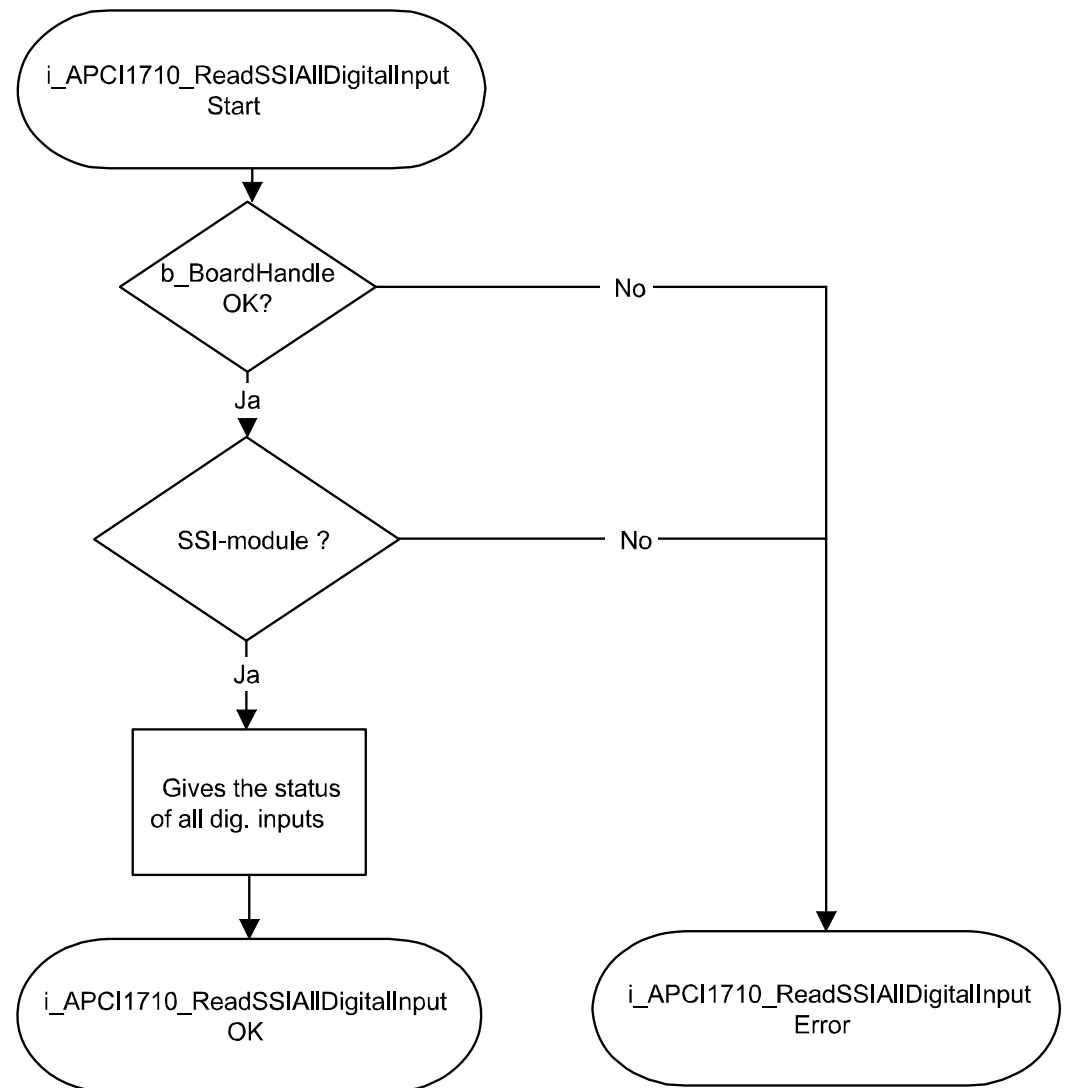 i_APCI1710_ReadSSIAllDigitalInput
Start
b_BoardHandle
OK?
No
Ja
SSI-module ?
No
Ja
Gives the status
of all dig. inputs
i_APCI1710_ReadSSIAllDigitalInput
OK
i_APCI1710_ReadSSIAllDigitalInput
Error